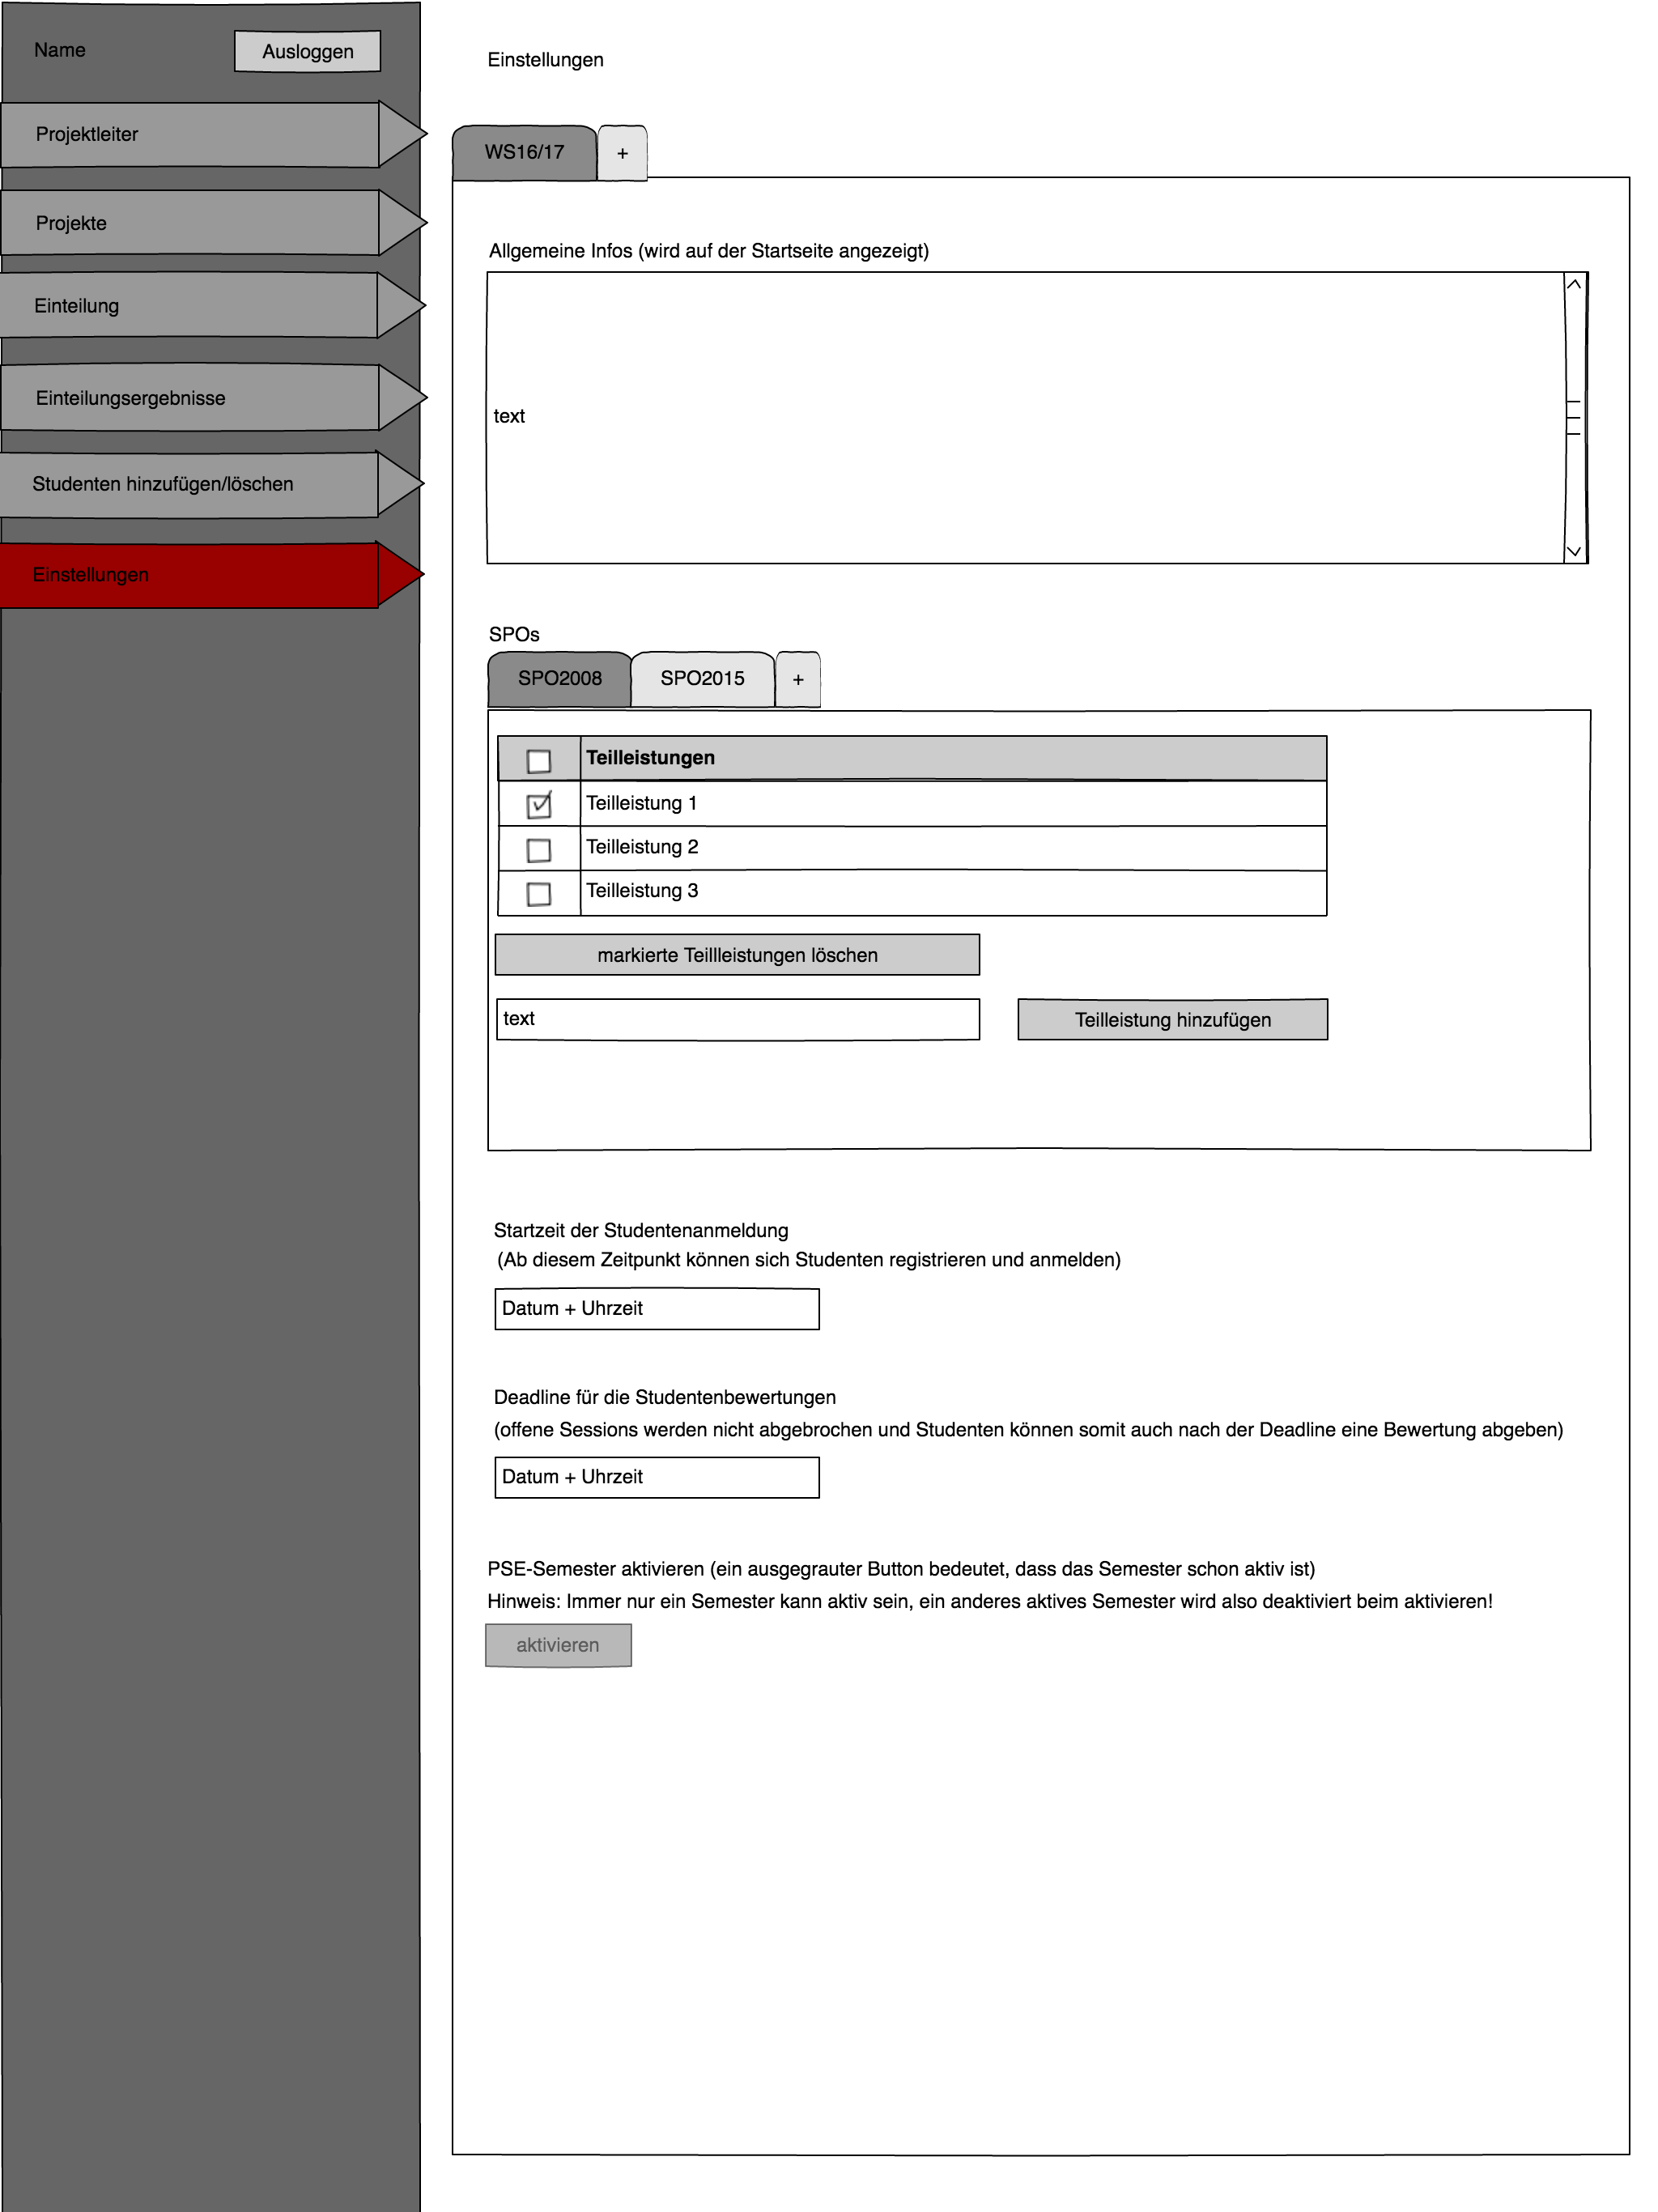 Name
Ausloggen
Projektleiter
Projekte
Einteilung
Einteilungsergebnisse
Studenten hinzufügen/löschen
Einstellungen
Einstellungen
WS16/17
+
Allgemeine Infos (wird auf der Startseite angezeigt)
text
SPOs
SPO2008
SPO2015
+
Teilleistungen
Teilleistung 1
Teilleistung 2
Teilleistung 3
markierte Teillleistungen löschen
text
Teilleistung hinzufügen
Startzeit der Studentenanmeldung
(Ab diesem Zeitpunkt können sich Studenten registrieren und anmelden)
Datum + Uhrzeit
Deadline für die Studentenbewertungen
(offene Sessions werden nicht abgebrochen und Studenten können somit auch nach der Deadline eine Bewertung abgeben)
Datum + Uhrzeit
PSE-Semester aktivieren (ein ausgegrauter Button bedeutet, dass das Semester schon aktiv ist)
Hinweis: Immer nur ein Semester kann aktiv sein, ein anderes aktives Semester wird also deaktiviert beim aktivieren!
aktivieren